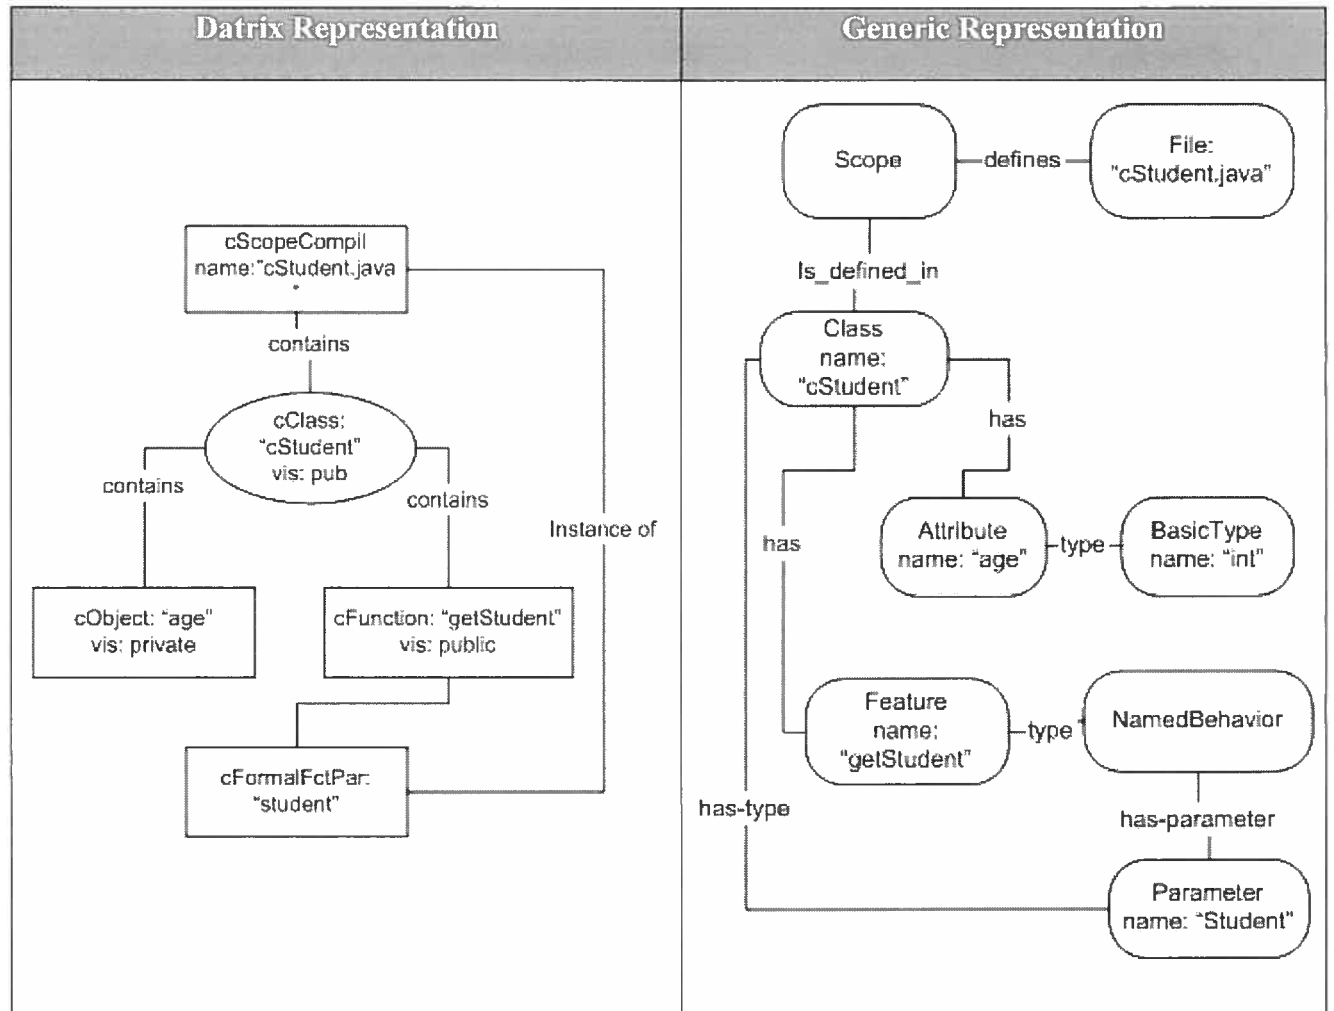 Datrix Representation
cScopeCompil
name:"cStudent.java
"
contains
cClass:
"cStudent"
vis: pub
contains
contains
Instance of
cObject: "age"
vis: private
cFunction: "getStudent"
vis: public
cFormalFctPar:
"student"
Generic Representation
Scope
defines
File:
"cStudent.java"
Is_defined_in
Class
name:
"cStudent"
has
has
Attribute
name: "age"
type
BasicType
name: "int"
Feature
name:
"getStudent"
type
NamedBehavior
has-type
has-parameter
Parameter
name: "Student"